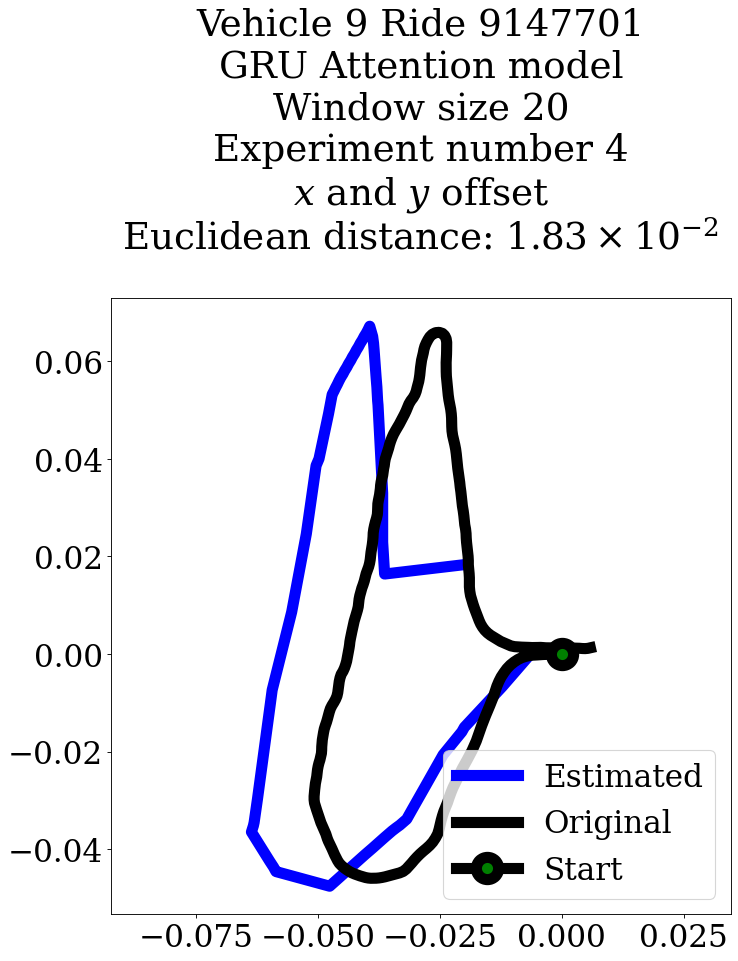 Vehicle 9 Ride 9147701
GRU Attention model
Window size 20
Experiment number 4
x and y offset
Euclidean distance: 1.83 × 10⁻²
0.06
0.04
0.02
0.00
−0.02
−0.04
Estimated
Original
Start
−0.075 −0.050 −0.025 0.000 0.025